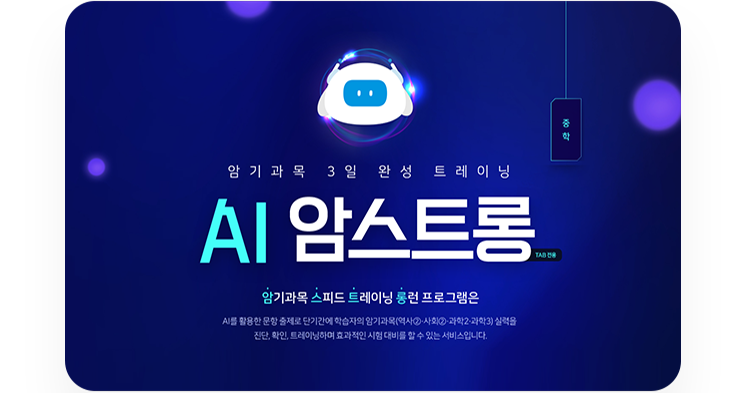 중학
암기과목 3일 완성 트레이닝
AI 암스트롱
TAB 전용
암기과목 스피드 트레이닝 롱런 프로그램은
AI를 활용한 문항 출제로 단기간에 학습자의 암기과목(역사②·사회②·과학2·과학3) 실력을
진단, 확인, 트레이닝하며 효과적인 시험 대비를 할 수 있는 서비스입니다.